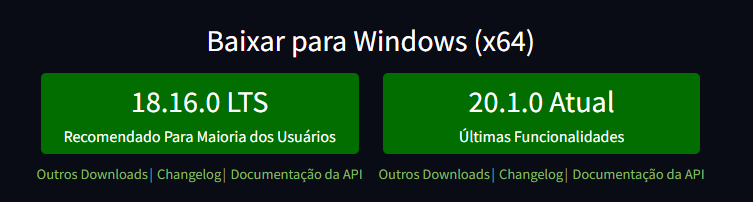 Baixar para Windows (x64)
18.16.0 LTS
Recomendado Para Maioria dos Usuários
Outros Downloads| Changelog| Documentação da API
20.1.0 Atual
Últimas Funcionalidades
Outros Downloads| Changelog| Documentação da API